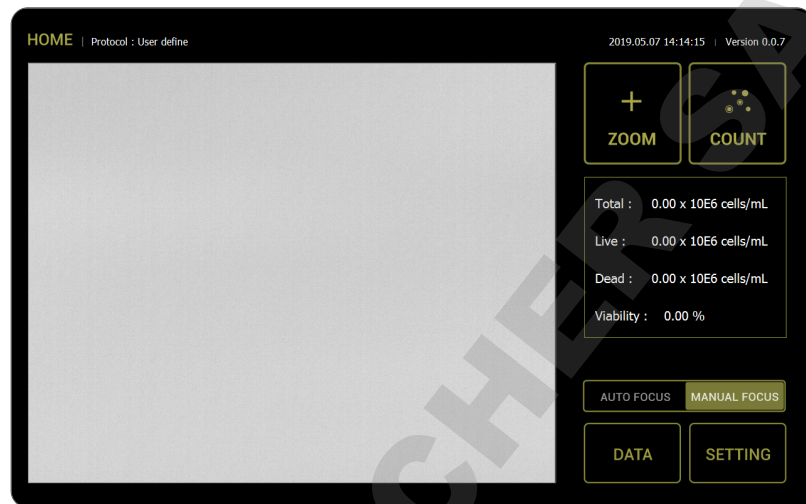 HOME | Protocol : User define
2019.05.07 14:14:15 | Version 0.0.7
+
ZOOM
COUNT
Total : 0.00 x 10E6 cells/mL
Live : 0.00 x 10E6 cells/mL
Dead : 0.00 x 10E6 cells/mL
Viability : 0.00 %
AUTO FOCUS
MANUAL FOCUS
DATA
SETTING
CHER SA